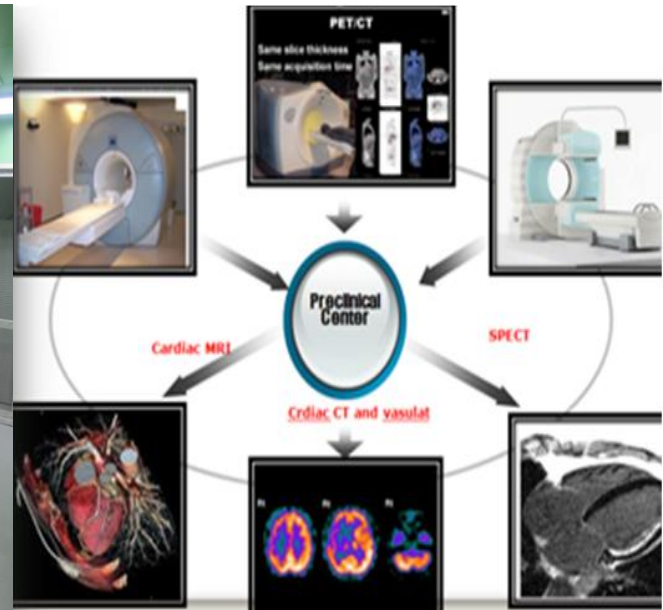 PET/CT
Same slice thickness
Same acquisition time
Preclinical
Center
Cardiac MRI
SPECT
Crdiac CT and vasulat